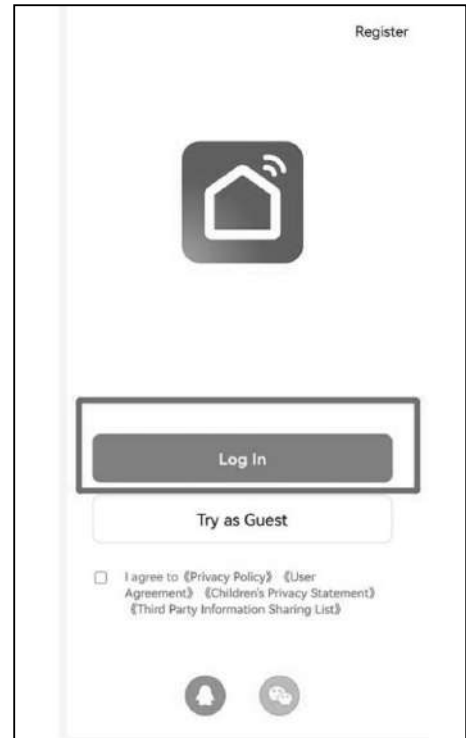 Register
Log In
Try as Guest
I agree to 《Privacy Policy》 《User
Agreement》 《Children's Privacy Statement》
《Third Party Information Sharing List》